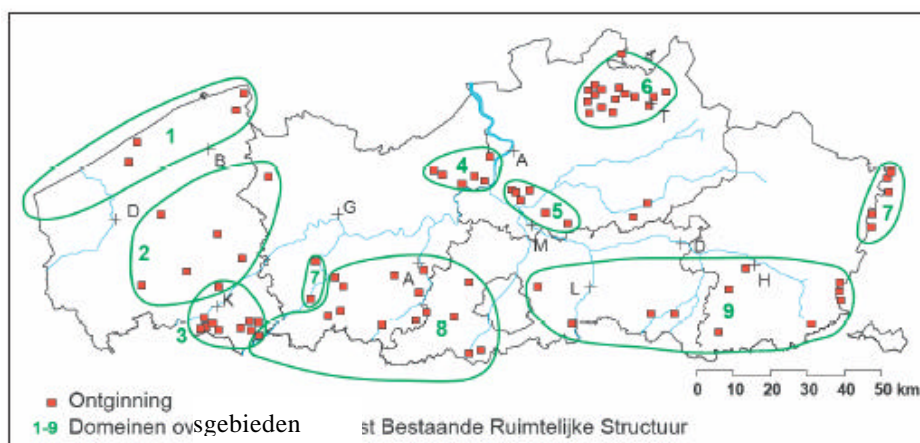 6
T
1
B
4
A
D
2
G
5
7
M
D
7
A
H
K
L
3
8
9
Ontginning
0 10 20 30 40 50 km
1-9 Domeinen ov sgebieden st Bestaande Ruimtelijke Structuur